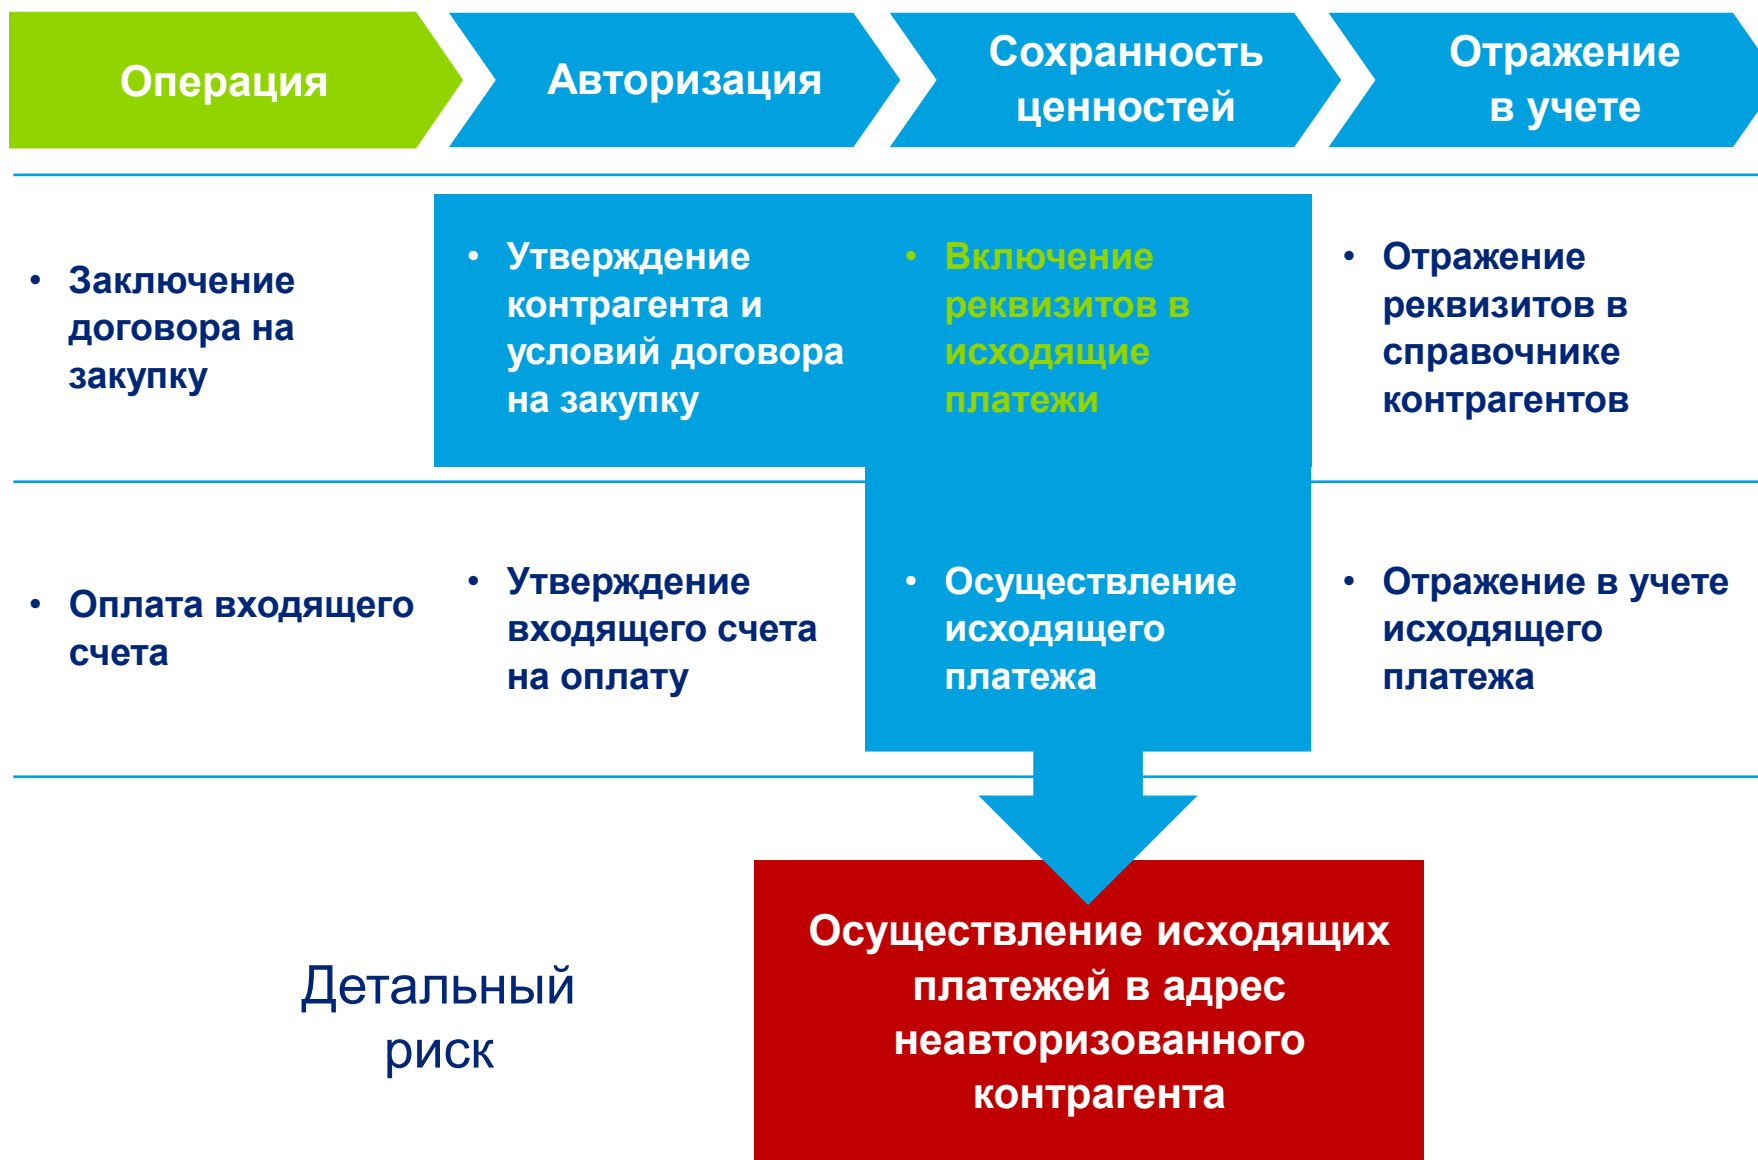 Операция
Авторизация
Сохранность
ценностей
Отражение
в учете
• Заключение
договора на
закупку
• Утверждение
контрагента и
условий договора
на закупку
• Включение
реквизитов в
исходящие
платежи
• Отражение
реквизитов в
справочнике
контрагентов
• Оплата входящего
счета
• Утверждение
входящего счета
на оплату
• Осуществление
исходящего
платежа
• Отражение в учете
исходящего
платежа
Детальный
риск
Осуществление исходящих
платежей в адрес
неавторизованного
контрагента